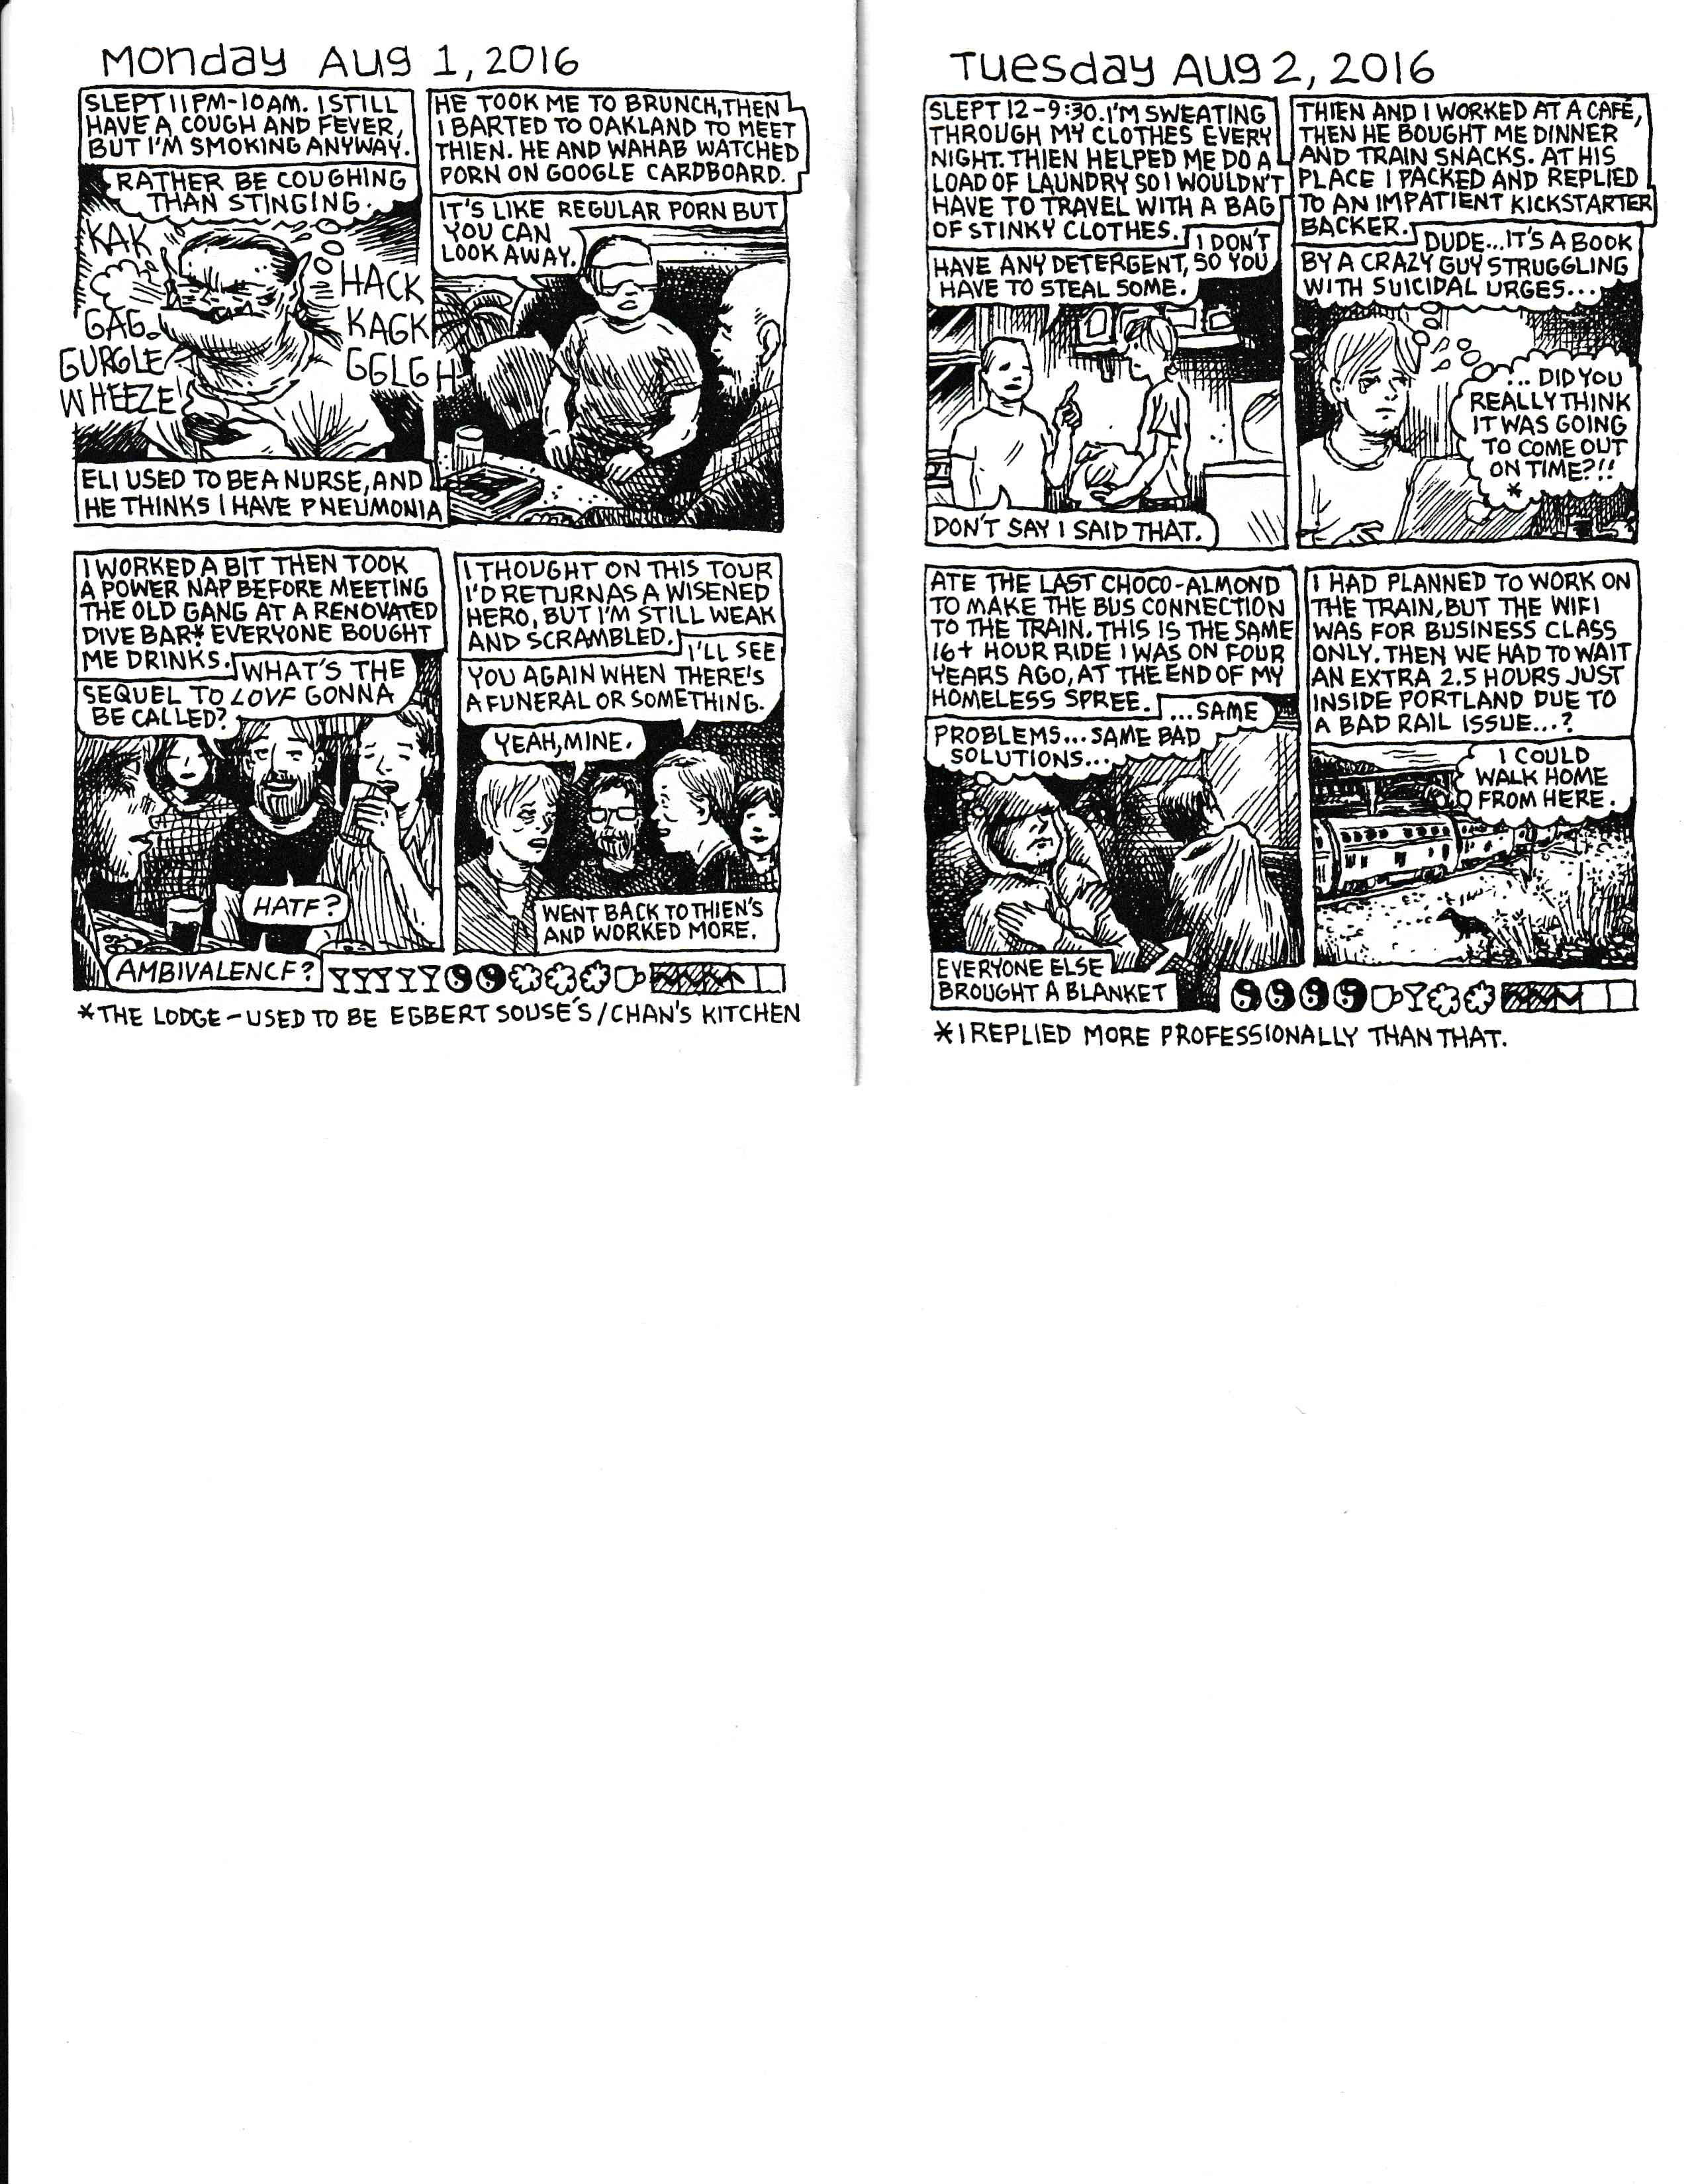 Monday Aug 1, 2016
SLEPT 11PM-10AM. I STILL
HAVE A COUGH AND FEVER,
BUT I'M SMOKING ANYWAY.
RATHER BE COUGHING
THAN STINGING.
KAK
GAG
GURGLE
WHEEZE
HACK
KAGK
GGLGH
ELI USED TO BE A NURSE, AND
HE THINKS I HAVE PNEUMONIA
HE TOOK ME TO BRUNCH, THEN
I BARTED TO OAKLAND TO MEET
THIEN. HE AND WAHAB WATCHED
PORN ON GOOGLE CARDBOARD.
IT'S LIKE REGULAR PORN BUT
YOU CAN
LOOK AWAY.
I WORKED A BIT THEN TOOK
A POWER NAP BEFORE MEETING
THE OLD GANG AT A RENOVATED
DIVE BAR* EVERYONE BOUGHT
ME DRINKS.
WHAT'S THE
SEQUEL TO LOVF GONNA
BE CALLED?
HATF?
AMBIVALENCF?
I THOUGHT ON THIS TOUR
I'D RETURN AS A WISENED
HERO, BUT I'M STILL WEAK
AND SCRAMBLED.
I'LL SEE
YOU AGAIN WHEN THERE'S
A FUNERAL OR SOMETHING.
YEAH, MINE.
WENT BACK TO THIEN'S
AND WORKED MORE.
*THE LODGE - USED TO BE EGBERT SOUSE'S/CHAN'S KITCHEN
Tuesday Aug 2, 2016
SLEPT 12-9:30. I'M SWEATING
THROUGH MY CLOTHES EVERY
NIGHT. THIEN HELPED ME DO A
LOAD OF LAUNDRY SO I WOULDN'T
HAVE TO TRAVEL WITH A BAG
OF STINKY CLOTHES.
I DON'T
HAVE ANY DETERGENT, SO YOU
HAVE TO STEAL SOME.
DON'T SAY I SAID THAT.
THIEN AND I WORKED AT A CAFÉ,
THEN HE BOUGHT ME DINNER
AND TRAIN SNACKS. AT HIS
PLACE I PACKED AND REPLIED
TO AN IMPATIENT KICKSTARTER
BACKER.
DUDE...IT'S A BOOK
BY A CRAZY GUY STRUGGLING
WITH SUICIDAL URGES...
... DID YOU
REALLY THINK
IT WAS GOING
TO COME OUT
ON TIME?!!
*
ATE THE LAST CHOCO-ALMOND
TO MAKE THE BUS CONNECTION
TO THE TRAIN. THIS IS THE SAME
16+ HOUR RIDE I WAS ON FOUR
YEARS AGO, AT THE END OF MY
HOMELESS SPREE.
...SAME
PROBLEMS...SAME BAD
SOLUTIONS...
EVERYONE ELSE
BROUGHT A BLANKET
I HAD PLANNED TO WORK ON
THE TRAIN, BUT THE WIFI
WAS FOR BUSINESS CLASS
ONLY. THEN WE HAD TO WAIT
AN EXTRA 2.5 HOURS JUST
INSIDE PORTLAND DUE TO
A BAD RAIL ISSUE...?
I COULD
WALK HOME
FROM HERE.
*I REPLIED MORE PROFESSIONALLY THAN THAT.